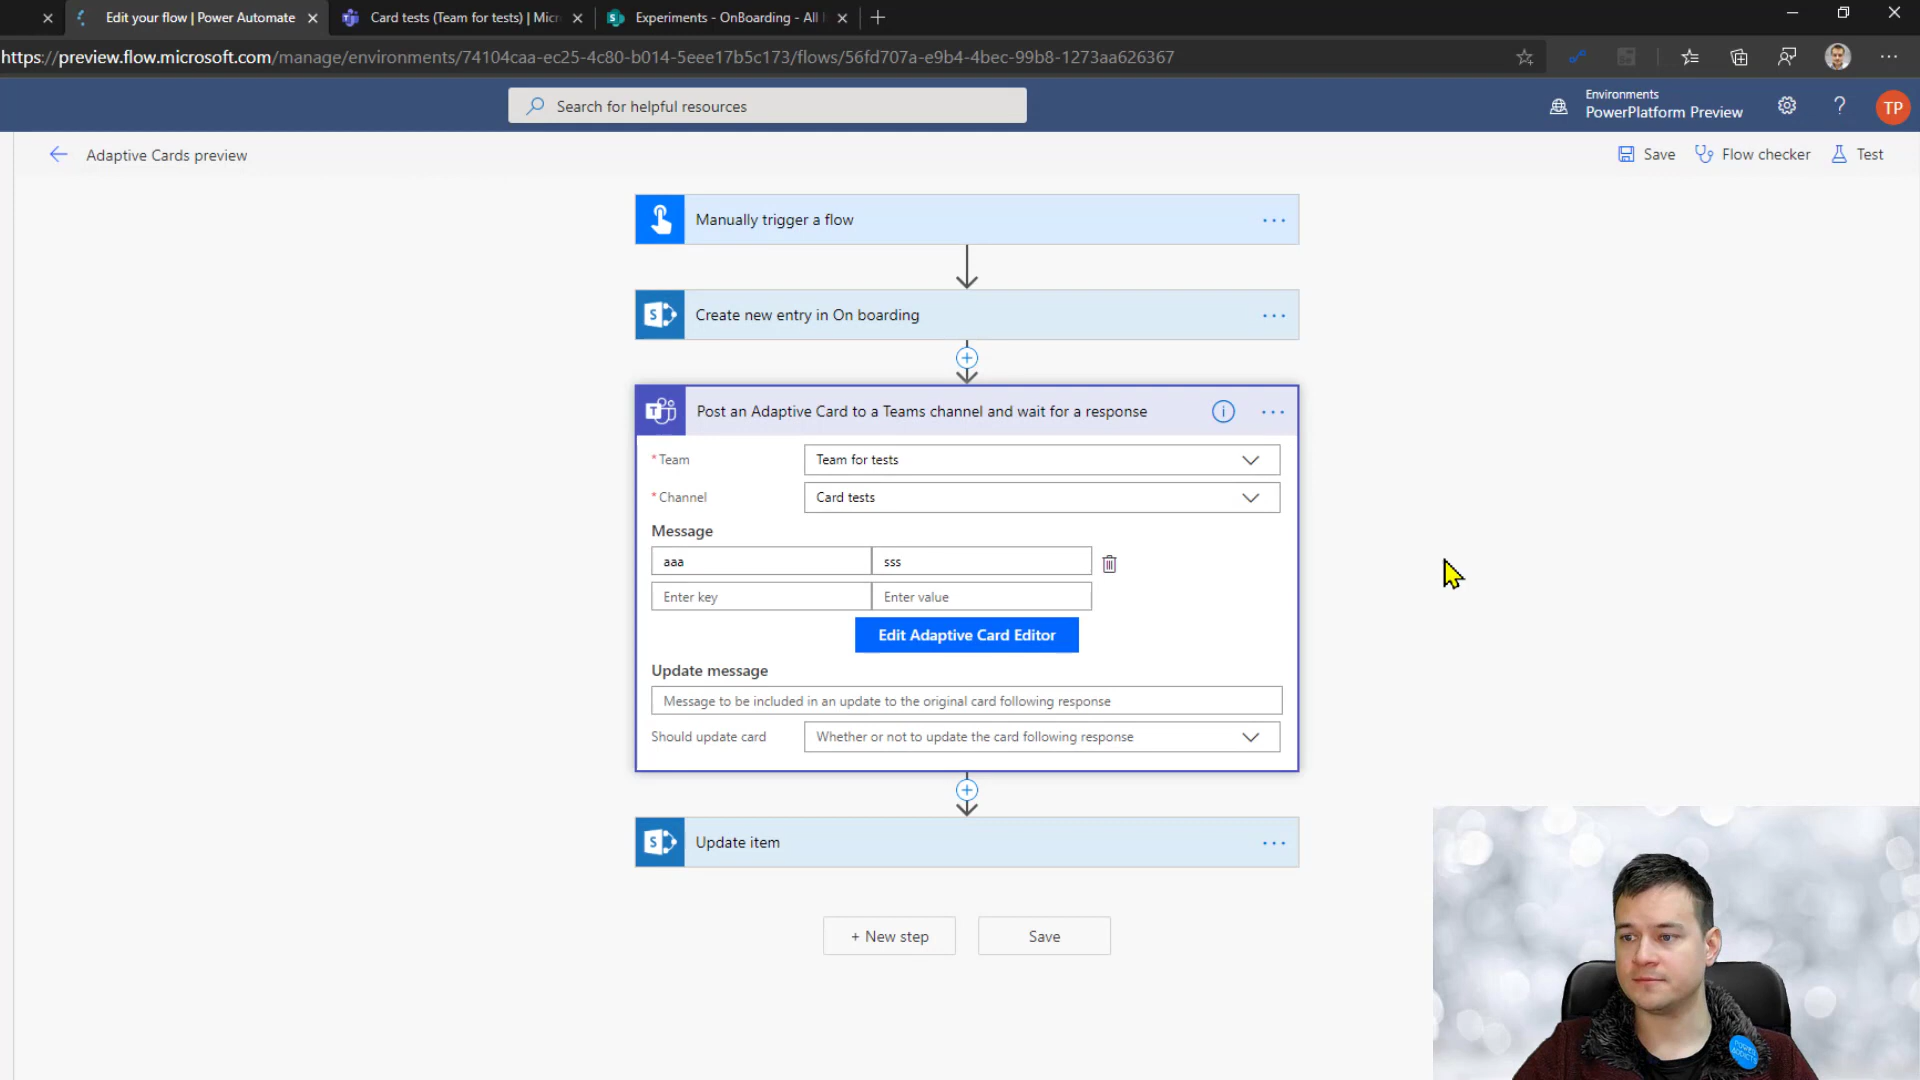 Edit your flow | Power Automate
Card tests (Team for tests) | Micr
Experiments - OnBoarding - All I
https://preview.flow.microsoft.com/manage/environments/74104caa-ec25-4c80-b014-5eee17b5c173/flows/56fd707a-e9b4-4bec-99b8-1273aa626367
Search for helpful resources
Environments
PowerPlatform Preview
?
TP
Adaptive Cards preview
Save
Flow checker
Test
Manually trigger a flow
S
Create new entry in On boarding
T
Post an Adaptive Card to a Teams channel and wait for a response
* Team
Team for tests
* Channel
Card tests
Message
aaa
sss
Enter key
Enter value
Edit Adaptive Card Editor
Update message
Message to be included in an update to the original card following response
Should update card
Whether or not to update the card following response
S
Update item
+ New step
Save
POWER
ADDICT